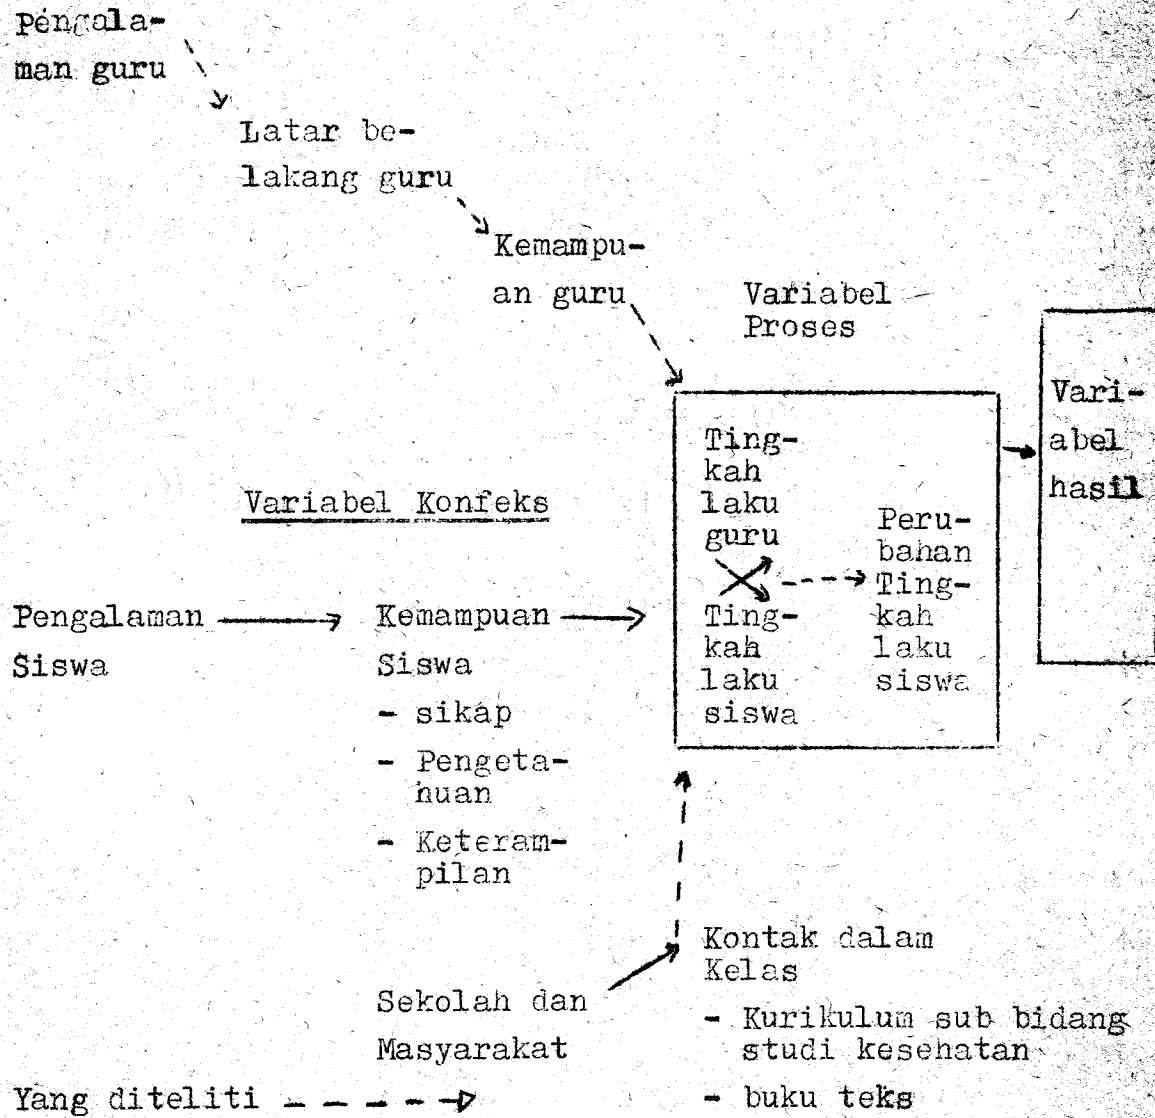 Pengala-
man guru
Latar be-
lakang guru
Kemampu-
an guru
Variabel
Proses
Vari-
abel
hasil
Ting-
kah
laku
guru
Ting-
kah
laku
siswa
Peru-
bahan
Ting-
kah
laku
siswa
Variabel Konfeks
Pengalaman
Siswa
Kemampuan
Siswa
- sikap
- Pengeta-
huan
- Keteram-
pilan
Kontak dalam
Kelas
- Kurikulum sub bidang
studi kesehatan
- buku teks
Sekolah dan
Masyarakat
Yang diteliti